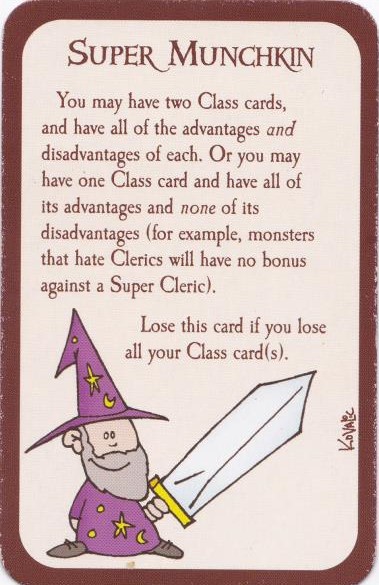 SUPER MUNCHKIN
You may have two Class cards,
and have all of the advantages and
disadvantages of each. Or you may
have one Class card and have all of
its advantages and none of its
disadvantages (for example, monsters
that hate Clerics will have no bonus
against a Super Cleric).
Lose this card if you lose
all your Class card(s).
KOVALIC